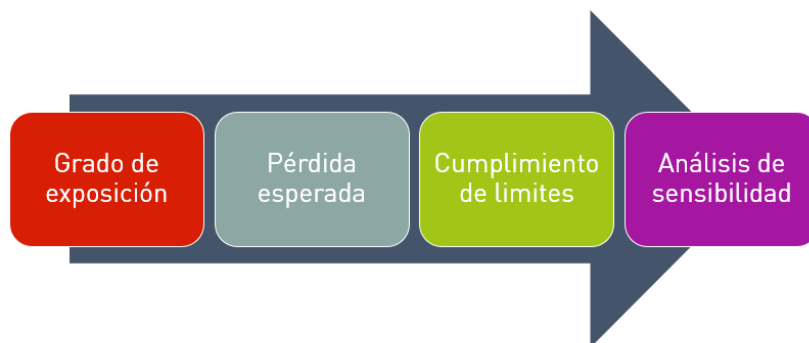 Grado de
exposición
Pérdida
esperada
Cumplimiento
de limites
Análisis de
sensibilidad